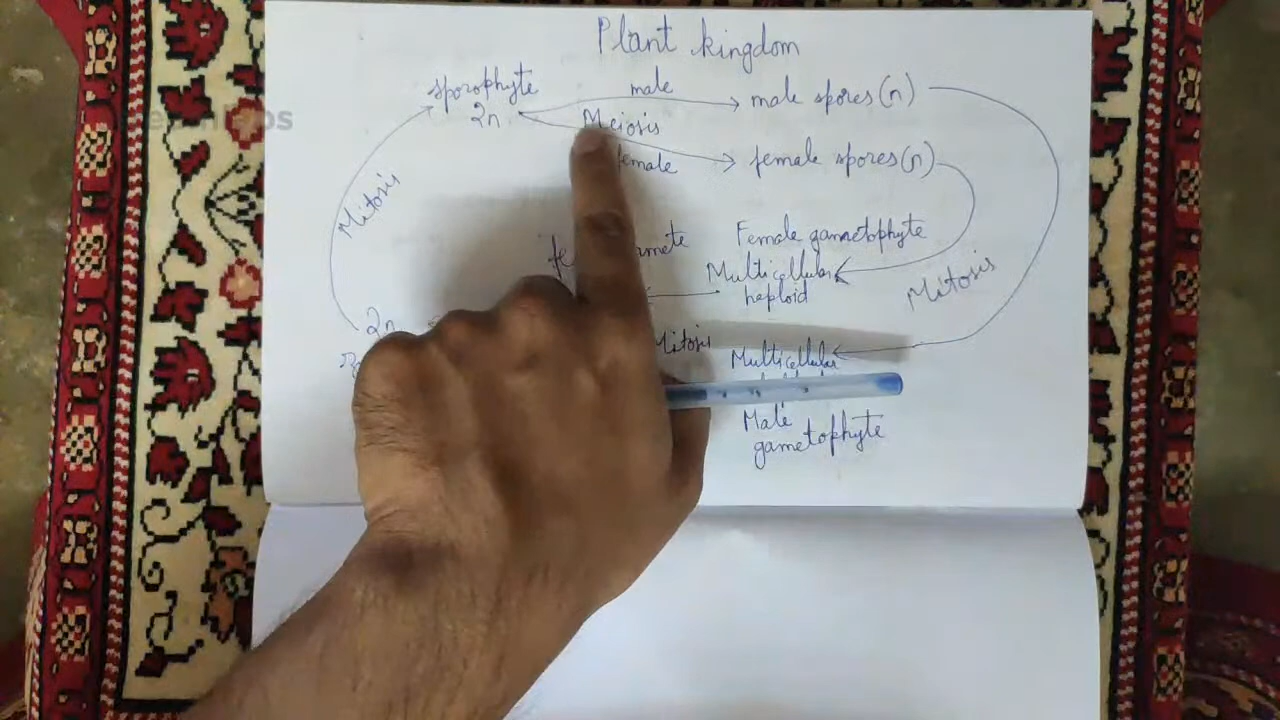 Plant kingdom
sporophyte
male
male spores (n)
2n
Meiosis
female
female spores (n)
Mitosis
Female gametophyte
Multicellular
haploid
Mitosis
2n
Mitosis
Multicellular
Male
gametophyte